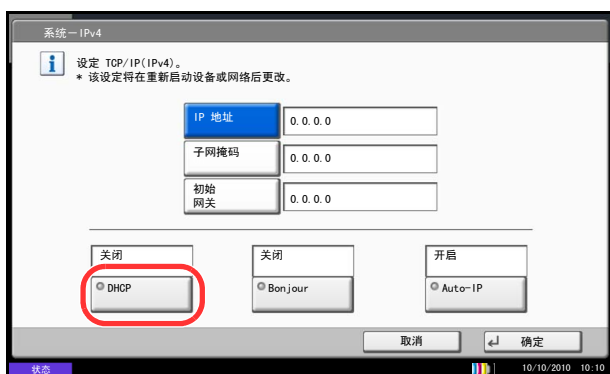 系统－IPv4
设定 TCP/IP(IPv4)。
* 该设定将在重新启动设备或网络后更改。
IP 地址
0.0.0.0
子网掩码
0.0.0.0
初始
网关
0.0.0.0
关闭
关闭
开启
DHCP
Bonjour
Auto-IP
取消
确定
状态
10/10/2010 10:10